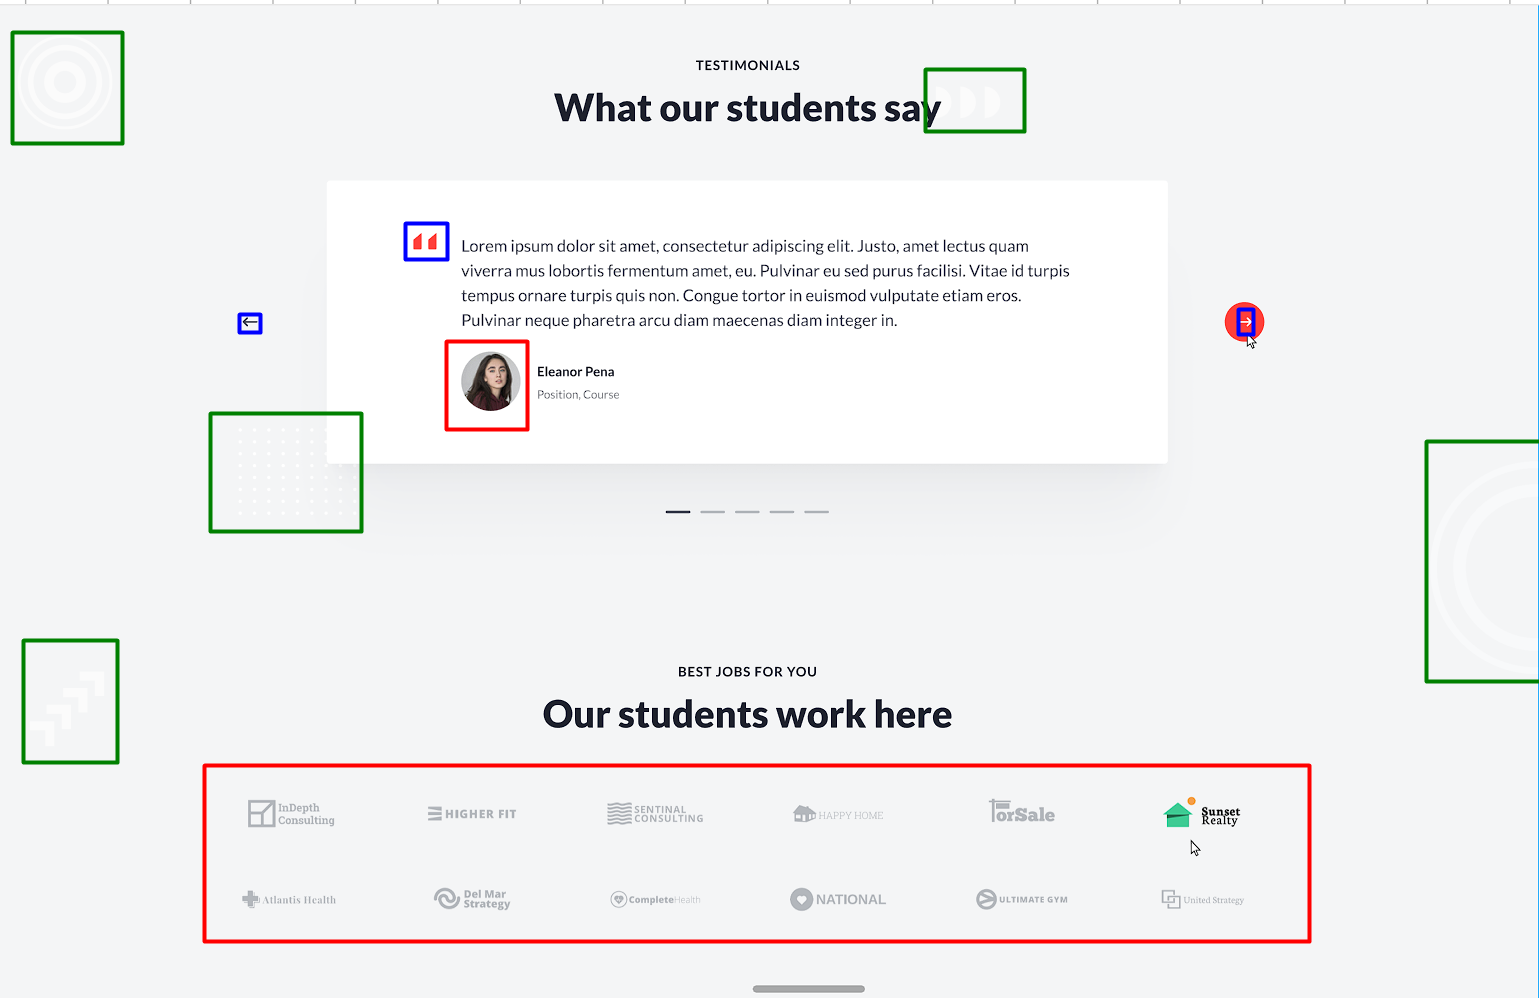 TESTIMONIALS
What our students say
Lorem ipsum dolor sit amet, consectetur adipiscing elit. Justo, amet lectus quam
viverra mus lobortis fermentum amet, eu. Pulvinar eu sed purus facilisi. Vitae id turpis
tempus ornare turpis quis non. Congue tortor in euismod vulputate etiam eros.
Pulvinar neque pharetra arcu diam maecenas diam integer in.
Eleanor Pena
Position, Course
BEST JOBS FOR YOU
Our students work here
InDepth
Consulting
HIGHER FIT
SENTINAL
CONSULTING
HAPPY HOME
forSale
Sunset
Realty
Atlantis Health
Del Mar
Strategy
CompleteHealth
NATIONAL
ULTIMATE GYM
United Strategy